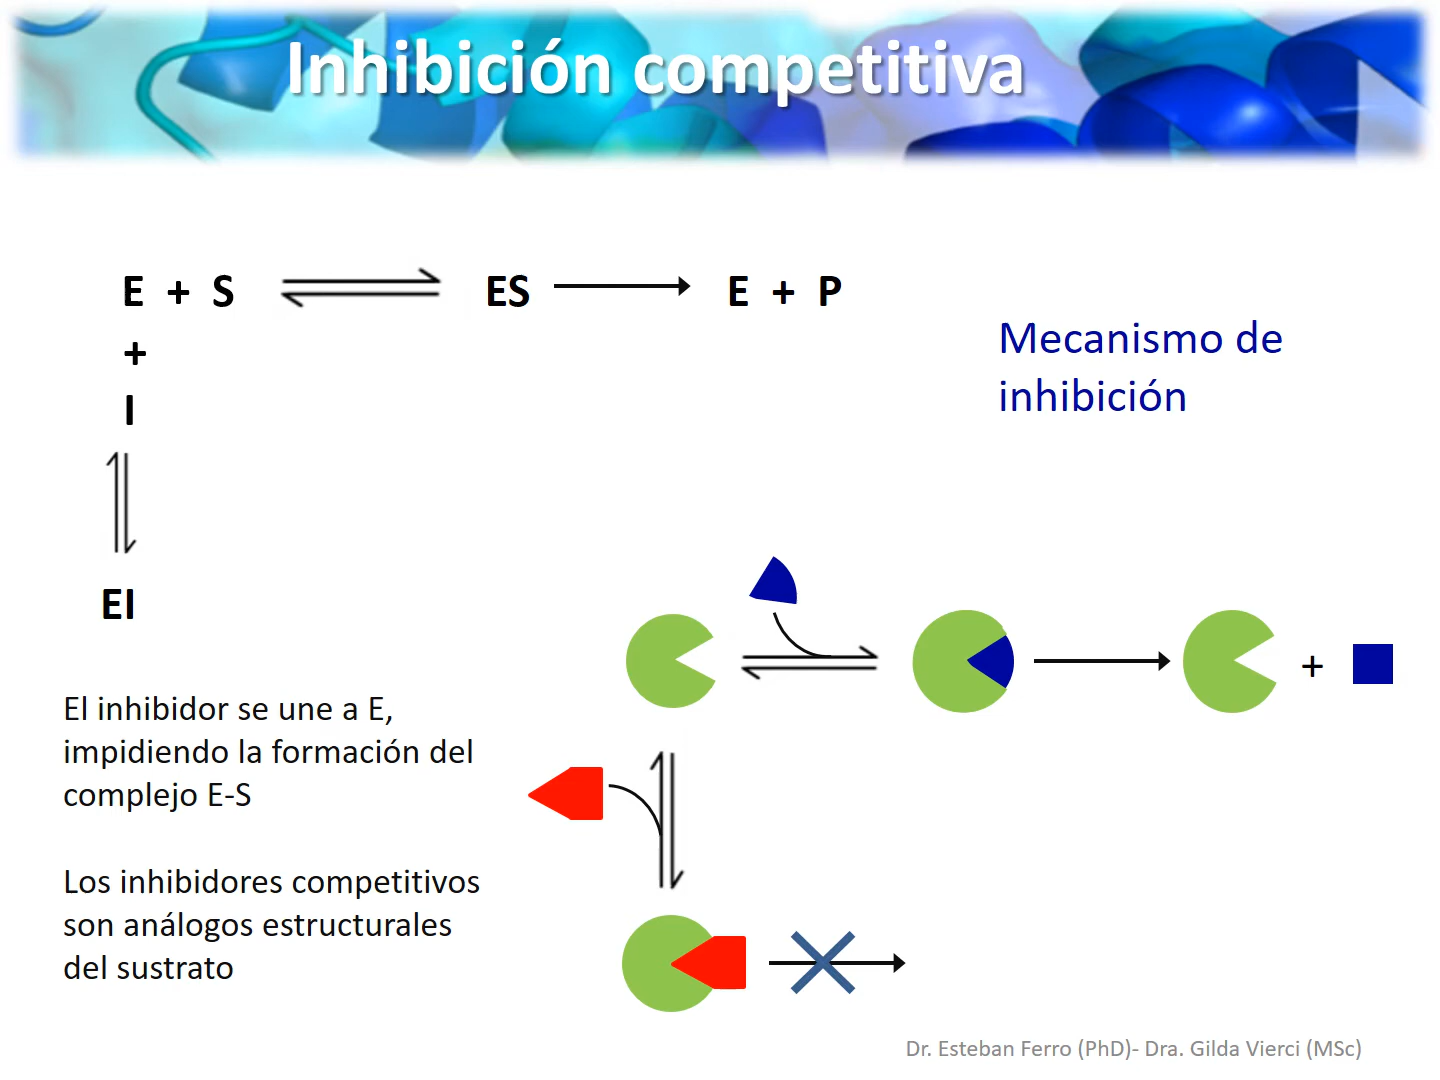 Inhibición competitiva
E + S ES E + P
+
I
EI
Mecanismo de
inhibición
+
El inhibidor se une a E,
impidiendo la formación del
complejo E-S
Los inhibidores competitivos
son análogos estructurales
del sustrato
Dr. Esteban Ferro (PhD)- Dra. Gilda Vierci (MSc)